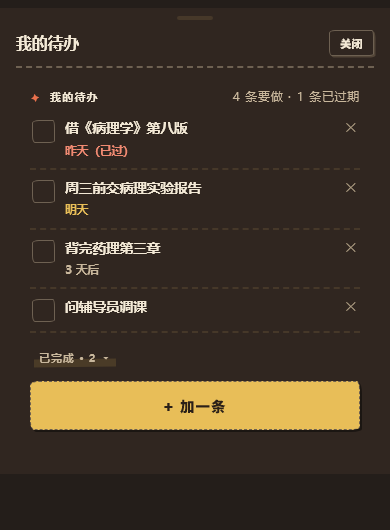 我的待办
关闭
✦ 我的待办
4 条要做 · 1 条已过期
借《病理学》第八版
昨天（已过）
周三前交病理实验报告
明天
背完药理第三章
3 天后
问辅导员调课
已完成 · 2
+ 加一条